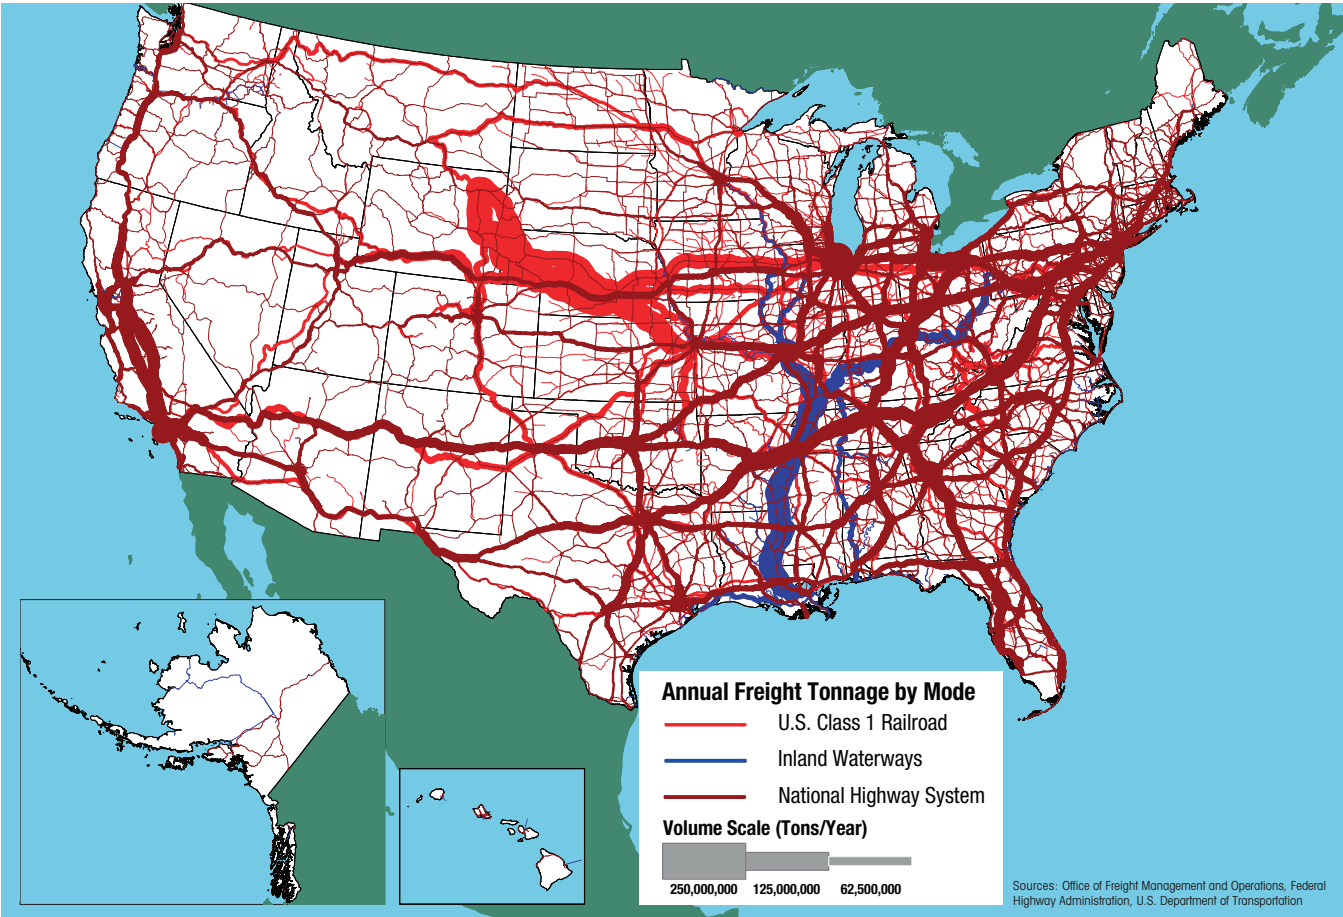 Annual Freight Tonnage by Mode
U.S. Class 1 Railroad
Inland Waterways
National Highway System
Volume Scale (Tons/Year)
250,000,000 125,000,000 62,500,000
Sources: Office of Freight Management and Operations, Federal
Highway Administration, U.S. Department of Transportation